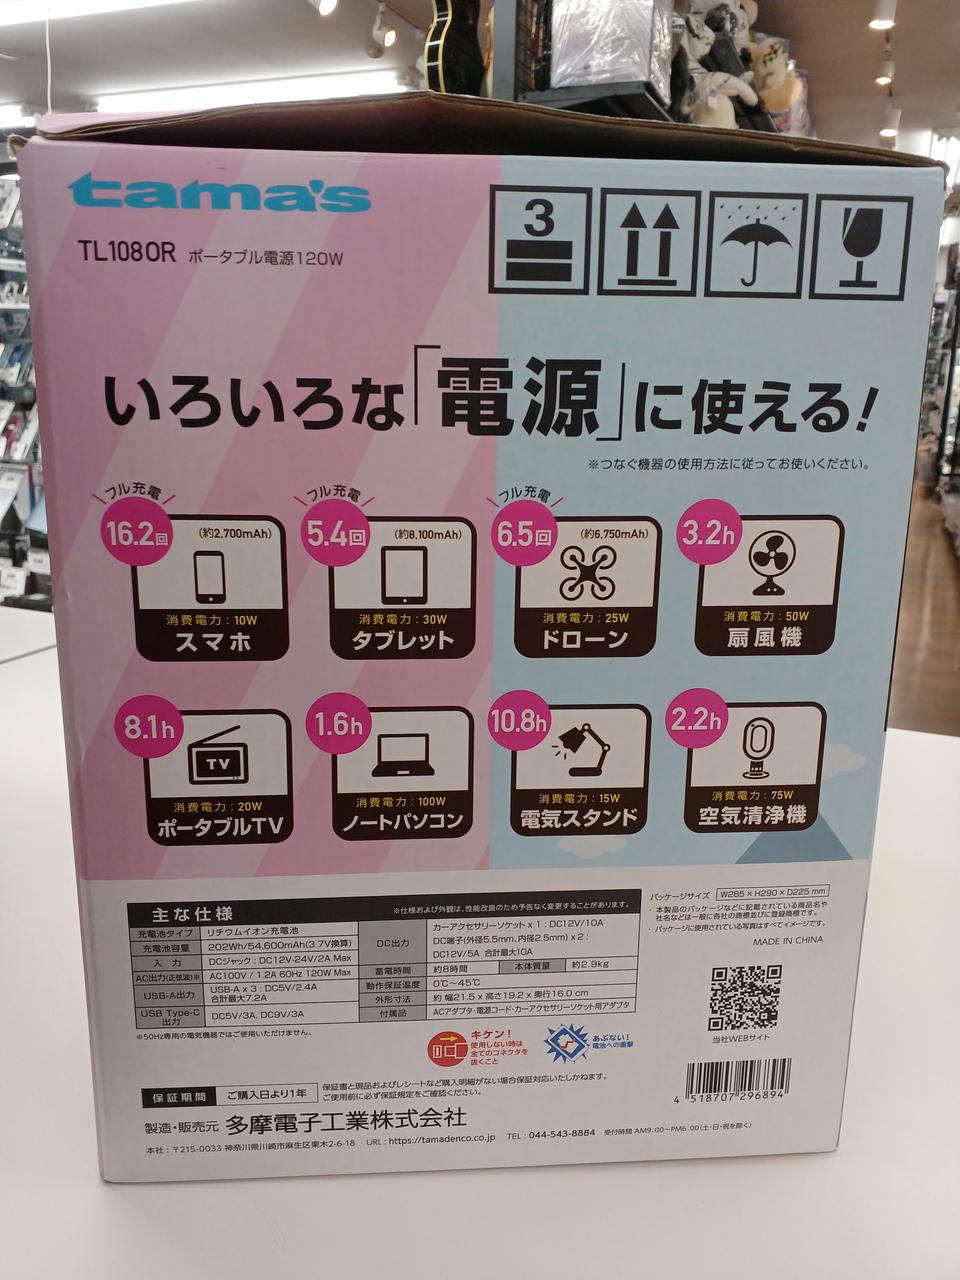 tama's
TL108OR ポータブル電源120W
3
いろいろな「電源」に使える!
※つなぐ機器の使用方法に従ってお使いください。
フル充電
16.2回
(約2,700mAh)
消費電力:10W
スマホ
フル充電
5.4回
(約8,100mAh)
消費電力:30W
タブレット
フル充電
6.5回
(約6,750mAh)
消費電力:25W
ドローン
3.2h
消費電力:50W
扇風機
8.1h
TV
消費電力:20W
ポータブルTV
1.6h
消費電力:100W
ノートパソコン
10.8h
消費電力:15W
電気スタンド
2.2h
消費電力:75W
空気清浄機
主な仕様
※仕様および外観は、性能改良のため予告なく変更することがあります。
充電池タイプ リチウムイオン充電池
充電池容量 202Wh/54,600mAh(3.7V換算)
入力 DCジャック:DC12V-24V/2A Max
AC出力(正弦波)※ AC100V / 1.2A 60Hz 120W Max
USB-A出力 USB-A x 3:DC5V/2.4A
合計最大7.2A
USB Type-C
出力 DC5V/3A, DC9V/3A
DC出力 カーアクセサリーソケット x 1:DC12V/10A
DC端子(外径5.5mm、内径2.5mm) x 2:
DC12V/5A 合計最大10A
蓄電時間 約8時間 本体質量 約2.9kg
動作保証温度 0℃~45℃
外形寸法 約 幅21.5 x 高さ19.2 x 奥行16.0 cm
付属品 ACアダプタ・電源コード・カーアクセサリーソケット用アダプタ
※50Hz専用の電気機器ではご使用いただけません。
パッケージサイズ W285×H290×D225 mm
・本製品のパッケージなどに記載されている商品名や
社名などは一般に各社の商標並びに登録商標です。
・パッケージに使用されている写真はすべてイメージです。
MADE IN CHINA
当社WEBサイト
キケン!
使用しない時は
全てのコネクタを
抜くこと
あぶない!
電池への衝撃
4 518707 296894
保証期間 ご購入日より1年
保証書と現品およびレシートなど購入明細がない場合保証対応いたしかねます。
ご使用前に必ず保証規定をご確認ください。
製造・販売元 多摩電子工業株式会社
本社:〒215-0033 神奈川県川崎市麻生区栗木2-6-18 URL:https://tamadenco.co.jp TEL:044-543-8884 受付時間 AM9:00~PM6:00(土・日・祝を除く)